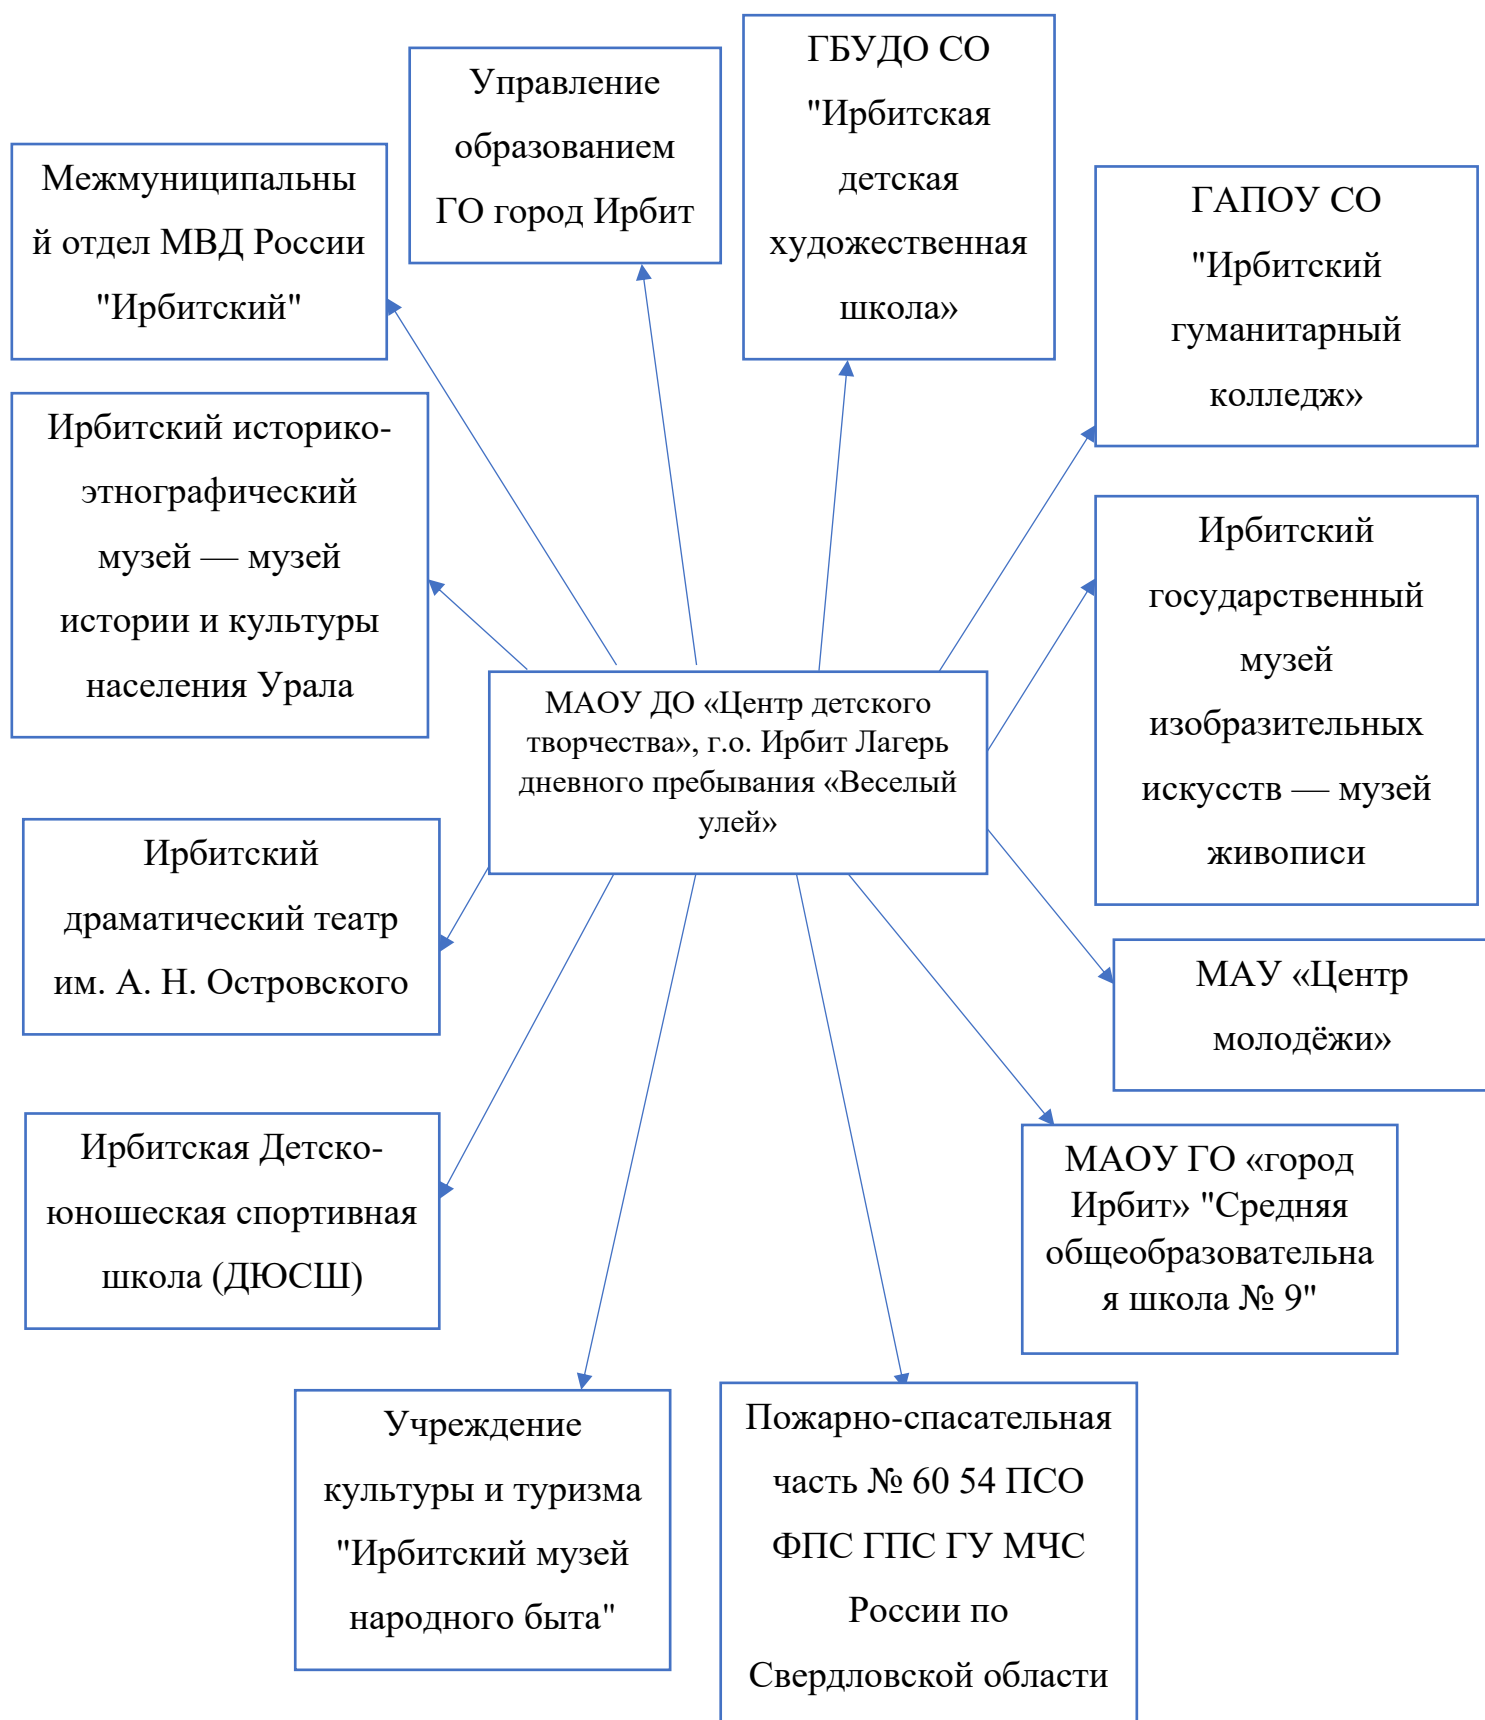 Управление
образованием
ГО город Ирбит
ГБУДО СО
"Ирбитская
детская
художественная
школа»
Межмуниципальны
й отдел МВД России
"Ирбитский"
ГАПОУ СО
"Ирбитский
гуманитарный
колледж»
Ирбитский историко-
этнографический
музей — музей
истории и культуры
населения Урала
Ирбитский
государственный
музей
изобразительных
искусств — музей
живописи
МАОУ ДО «Центр детского
творчества», г.о. Ирбит Лагерь
дневного пребывания «Веселый
улей»
Ирбитский
драматический театр
им. А. Н. Островского
МАУ «Центр
молодёжи»
Ирбитская Детско-
юношеская спортивная
школа (ДЮСШ)
МАОУ ГО «город
Ирбит» "Средняя
общеобразовательна
я школа № 9"
Учреждение
культуры и туризма
"Ирбитский музей
народного быта"
Пожарно-спасательная
часть № 60 54 ПСО
ФПС ГПС ГУ МЧС
России по
Свердловской области